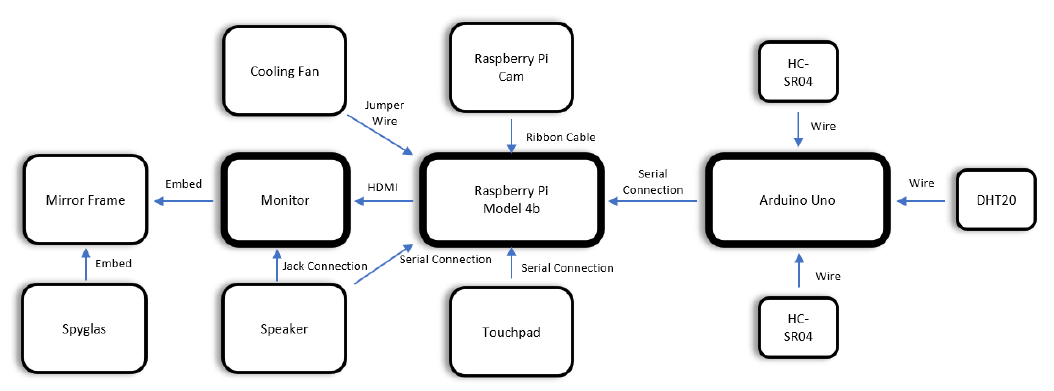 Cooling Fan
Raspberry Pi
Cam
HC-
SR04
Jumper
Wire
Ribbon Cable
Wire
Mirror Frame
Embed
Monitor
HDMI
Raspberry Pi
Model 4b
Serial
Connection
Arduino Uno
Wire
DHT20
Embed
Jack Connection
Serial Connection
Serial Connection
Wire
Spyglas
Speaker
Touchpad
HC-
SR04